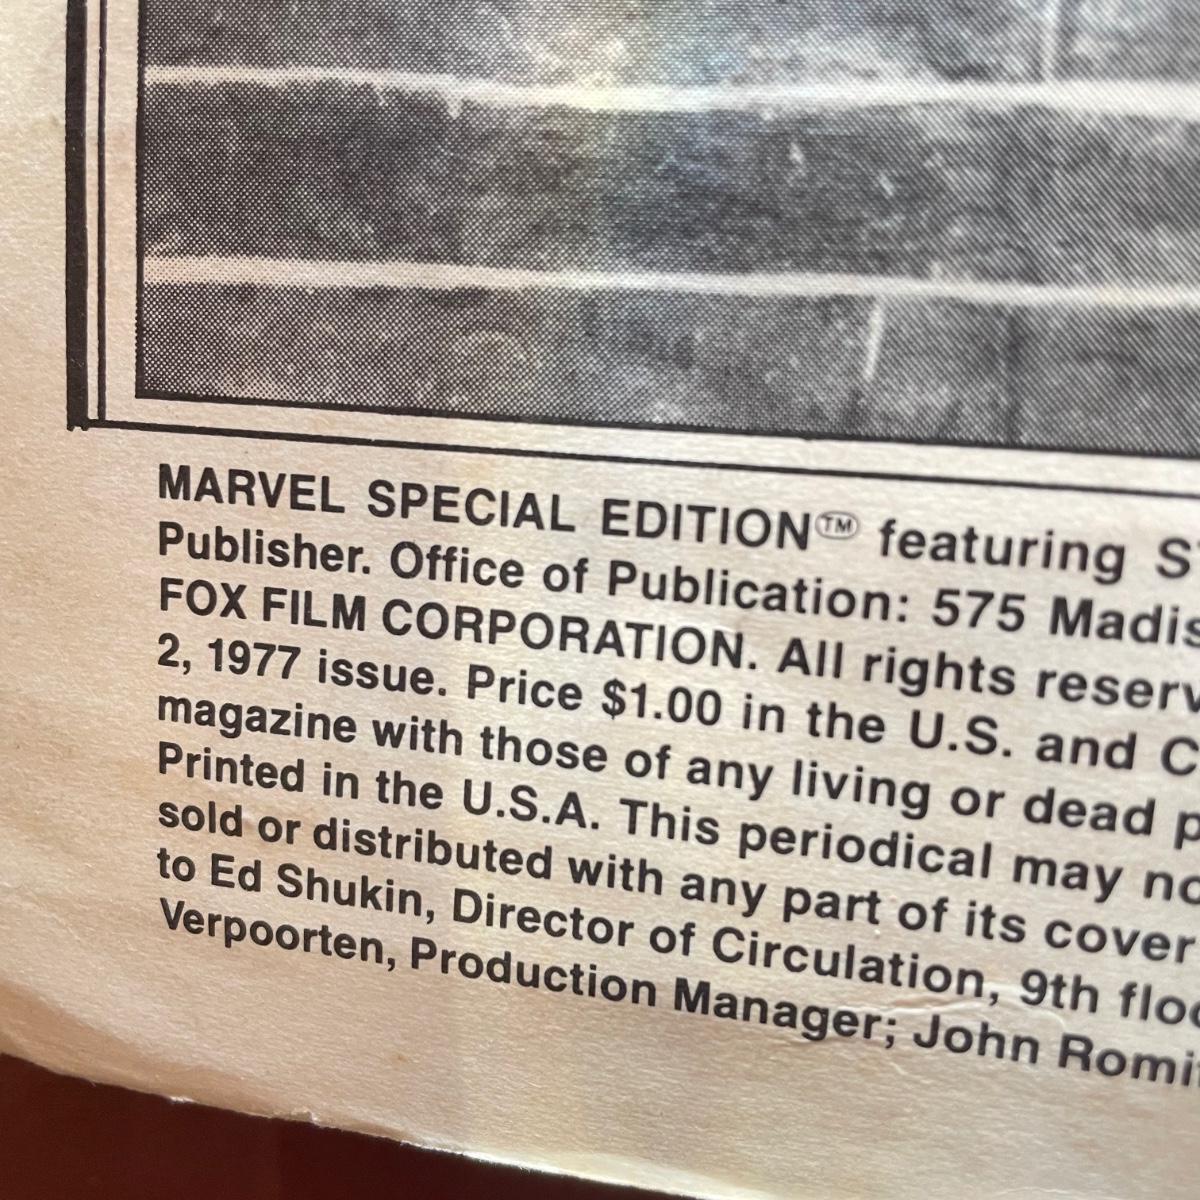 MARVEL SPECIAL EDITION™ featuring S
Publisher. Office of Publication: 575 Madis
FOX FILM CORPORATION. All rights reserv
2, 1977 issue. Price $1.00 in the U.S. and C
magazine with those of any living or dead p
Printed in the U.S.A. This periodical may no
sold or distributed with any part of its cover
to Ed Shukin, Director of Circulation, 9th floo
Verpoorten, Production Manager; John Romit